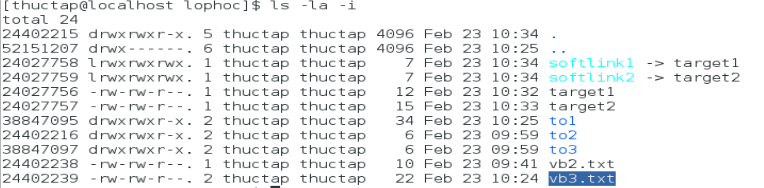 [thuctap@localhost lophoc]$ ls -la -i
total 24
24402215 drwxrwxr-x. 5 thuctap thuctap 4096 Feb 23 10:34 .
52151207 drwx------. 6 thuctap thuctap 4096 Feb 23 10:25 ..
24027758 lrwxrwxrwx. 1 thuctap thuctap 7 Feb 23 10:34 softlink1 -> target1
24027759 lrwxrwxrwx. 1 thuctap thuctap 7 Feb 23 10:34 softlink2 -> target2
24027756 -rw-rw-r--. 1 thuctap thuctap 12 Feb 23 10:32 target1
24027757 -rw-rw-r--. 1 thuctap thuctap 15 Feb 23 10:33 target2
38847095 drwxrwxr-x. 2 thuctap thuctap 34 Feb 23 10:25 to1
24402216 drwxrwxr-x. 2 thuctap thuctap 6 Feb 23 09:59 to2
38847097 drwxrwxr-x. 2 thuctap thuctap 6 Feb 23 09:59 to3
24402238 -rw-rw-r--. 1 thuctap thuctap 10 Feb 23 09:41 vb2.txt
24402239 -rw-rw-r--. 2 thuctap thuctap 22 Feb 23 10:24 vb3.txt